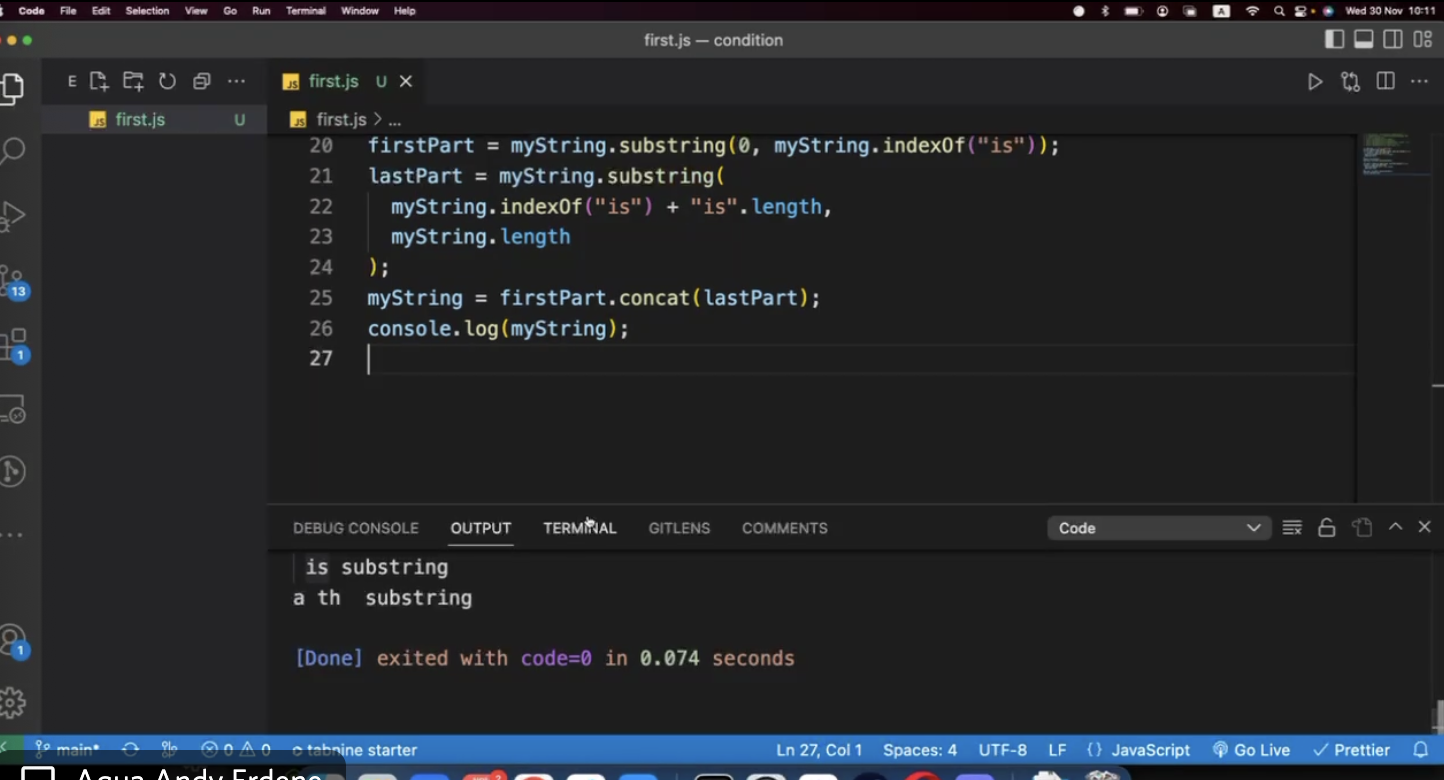 Code File Edit Selection View Go Run Terminal Window Help A Wed 30 Nov 10:11
first.js — condition
E ... JS first.js U
JS first.js U
JS first.js > ...
20 firstPart = myString.substring(0, myString.indexOf("is"));
21 lastPart = myString.substring(
22 myString.indexOf("is") + "is".length,
23 myString.length
24 );
25 myString = firstPart.concat(lastPart);
26 console.log(myString);
27
13
1
DEBUG CONSOLE OUTPUT TERMINAL GITLENS COMMENTS Code
is substring
a th  substring
[Done] exited with code=0 in 0.074 seconds
1
main* 0 0 tabnine starter Ln 27, Col 1 Spaces: 4 UTF-8 LF {} JavaScript Go Live Prettier
Agua Andy Erdene
2